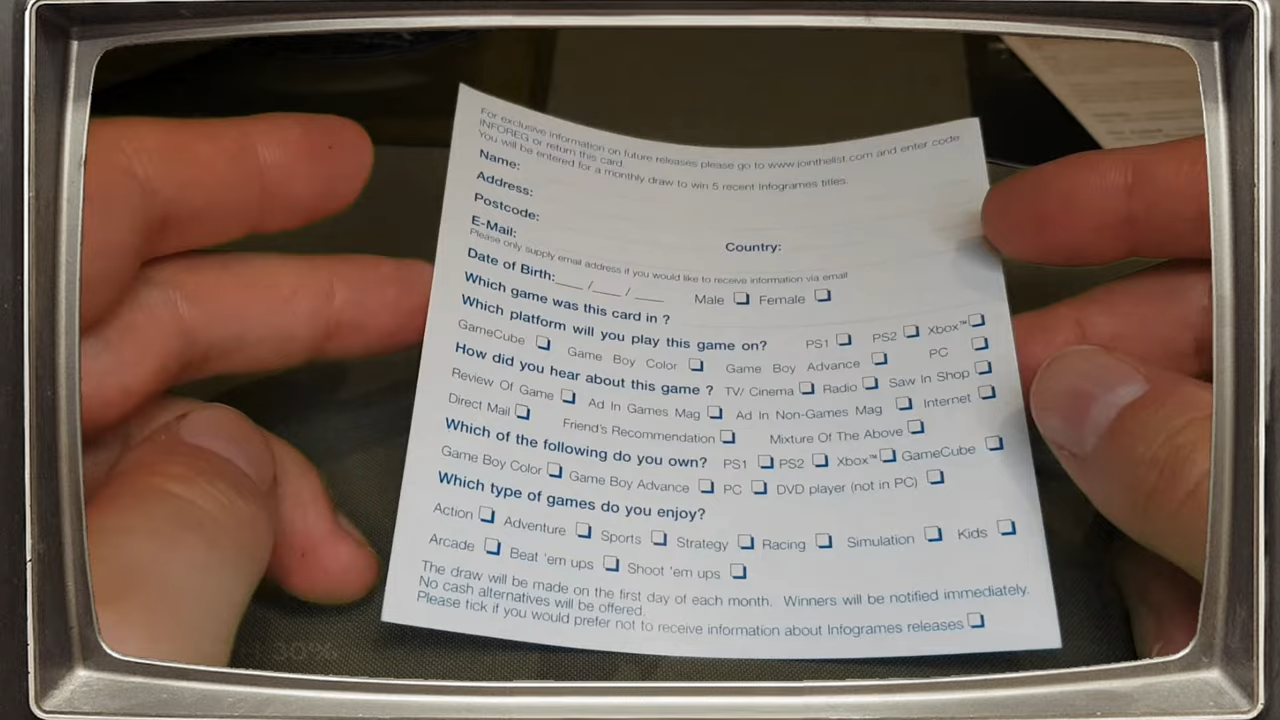 For exclusive information on future releases please go to www.jointhelist.com and enter code
INFOREG or return this card.
You will be entered for a monthly draw to win 5 recent Infogrames titles.
Name:
Address:
Postcode:
E-Mail: Country:
Please only supply email address if you would like to receive information via email
Date of Birth:___ /___ / ___ Male ❏ Female ❏
Which game was this card in ?
Which platform will you play this game on? PS1 ❏ PS2 ❏ Xbox™ ❏
GameCube ❏ Game Boy Color ❏ Game Boy Advance ❏ PC ❏
How did you hear about this game ? TV/ Cinema ❏ Radio ❏ Saw In Shop ❏
Review Of Game ❏ Ad In Games Mag ❏ Ad In Non-Games Mag ❏ Internet ❏
Direct Mail ❏ Friend's Recommendation ❏ Mixture Of The Above ❏
Which of the following do you own? PS1 ❏ PS2 ❏ Xbox™ ❏ GameCube ❏
Game Boy Color ❏ Game Boy Advance ❏ PC ❏ DVD player (not in PC) ❏
Which type of games do you enjoy?
Action ❏ Adventure ❏ Sports ❏ Strategy ❏ Racing ❏ Simulation ❏ Kids ❏
Arcade ❏ Beat 'em ups ❏ Shoot 'em ups ❏
The draw will be made on the first day of each month. Winners will be notified immediately.
No cash alternatives will be offered.
Please tick if you would prefer not to receive information about Infogrames releases ❏
30%